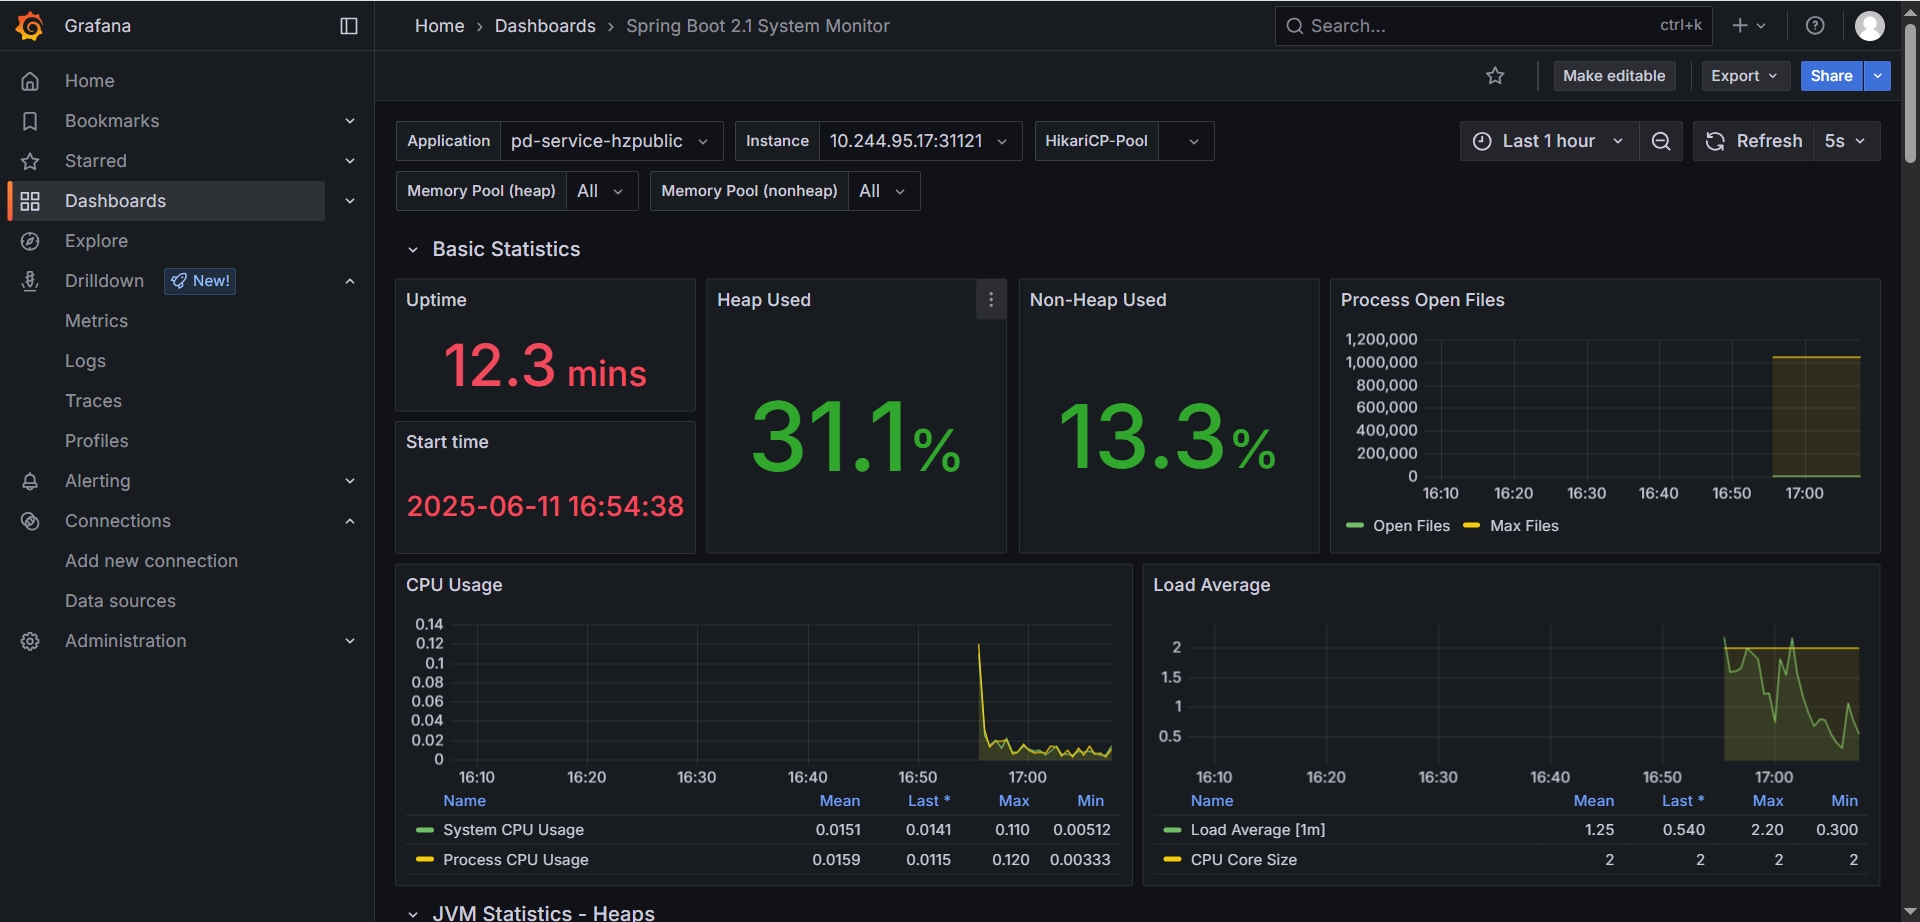 Grafana
Home › Dashboards › Spring Boot 2.1 System Monitor
Search... ctrl+k
Make editable Export Share
Home
Bookmarks
Starred
Dashboards
Explore
Drilldown New!
Metrics
Logs
Traces
Profiles
Alerting
Connections
Add new connection
Data sources
Administration
Application pd-service-hzpublic Instance 10.244.95.17:31121 HikariCP-Pool Last 1 hour Refresh 5s
Memory Pool (heap) All Memory Pool (nonheap) All
Basic Statistics
Uptime
12.3 mins
Start time
2025-06-11 16:54:38
Heap Used
31.1%
Non-Heap Used
13.3%
Process Open Files
1,200,000
1,000,000
800,000
600,000
400,000
200,000
0
16:10 16:20 16:30 16:40 16:50 17:00
Open Files Max Files
CPU Usage
0.14
0.12
0.1
0.08
0.06
0.04
0.02
0
16:10 16:20 16:30 16:40 16:50 17:00
Name Mean Last * Max Min
System CPU Usage 0.0151 0.0141 0.110 0.00512
Process CPU Usage 0.0159 0.0115 0.120 0.00333
Load Average
2
1.5
1
0.5
16:10 16:20 16:30 16:40 16:50 17:00
Name Mean Last * Max Min
Load Average [1m] 1.25 0.540 2.20 0.300
CPU Core Size 2 2 2 2
JVM Statistics - Heaps